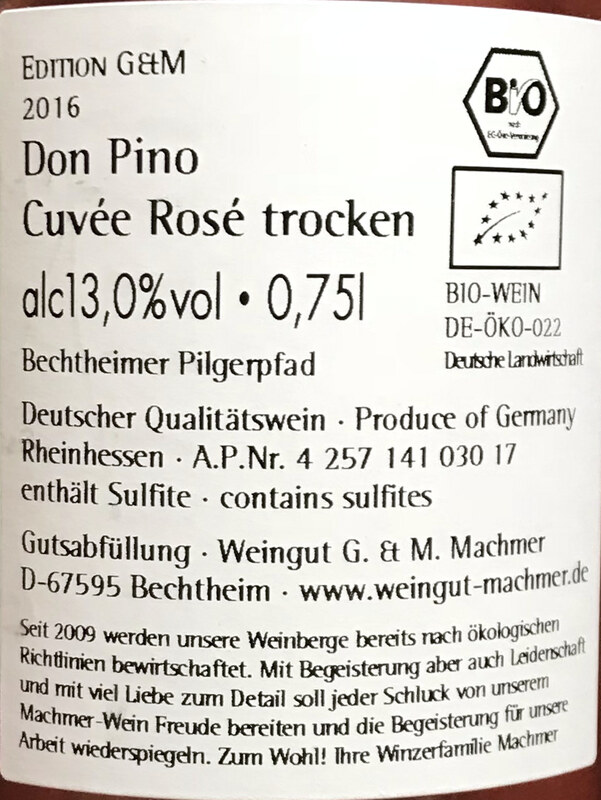 EDITION G&M
2016
Don Pino
Cuvée Rosé trocken
alc13,0%vol • 0,75l
Bechtheimer Pilgerpfad
Deutscher Qualitätswein · Produce of Germany
Rheinhessen · A.P.Nr. 4 257 141 030 17
enthält Sulfite · contains sulfites
Gutsabfüllung · Weingut G. & M. Machmer
D-67595 Bechtheim · www.weingut-machmer.de
Seit 2009 werden unsere Weinberge bereits nach ökologischen
Richtlinien bewirtschaftet. Mit Begeisterung aber auch Leidenschaft
und mit viel Liebe zum Detail soll jeder Schluck von unserem
Machmer-Wein Freude bereiten und die Begeisterung für unsere
Arbeit wiederspiegeln. Zum Wohl! Ihre Winzerfamilie Machmer
BiO
nach
EG-Öko-Verordnung
BIO-WEIN
DE-ÖKO-022
Deutsche Landwirtschaft